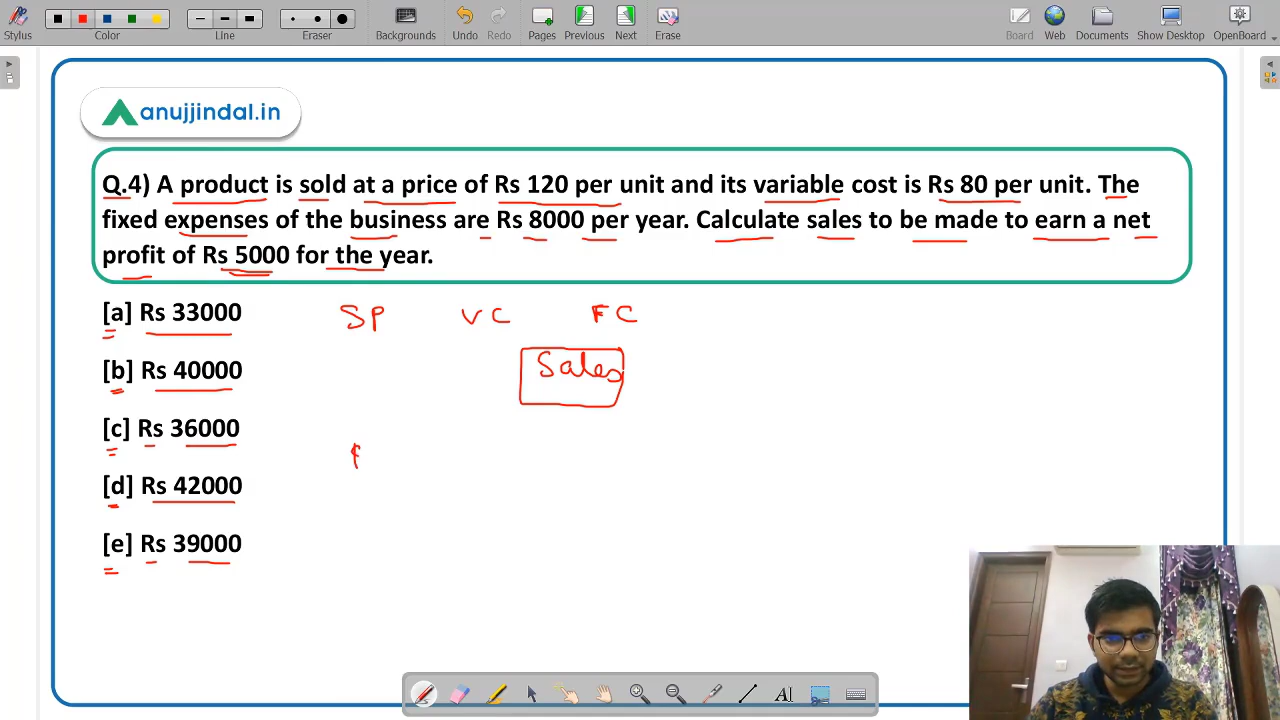 Stylus
Color
Line
Eraser
Backgrounds
Undo
Redo
Pages
Previous
Next
Erase
Board
Web
Documents
Show Desktop
OpenBoard
anujjindal.in
Q.4) A product is sold at a price of Rs 120 per unit and its variable cost is Rs 80 per unit. The
fixed expenses of the business are Rs 8000 per year. Calculate sales to be made to earn a net
profit of Rs 5000 for the year.
[a] Rs 33000
SP VC FC
[b] Rs 40000
Sales
[c] Rs 36000
[d] Rs 42000
[e] Rs 39000
AI